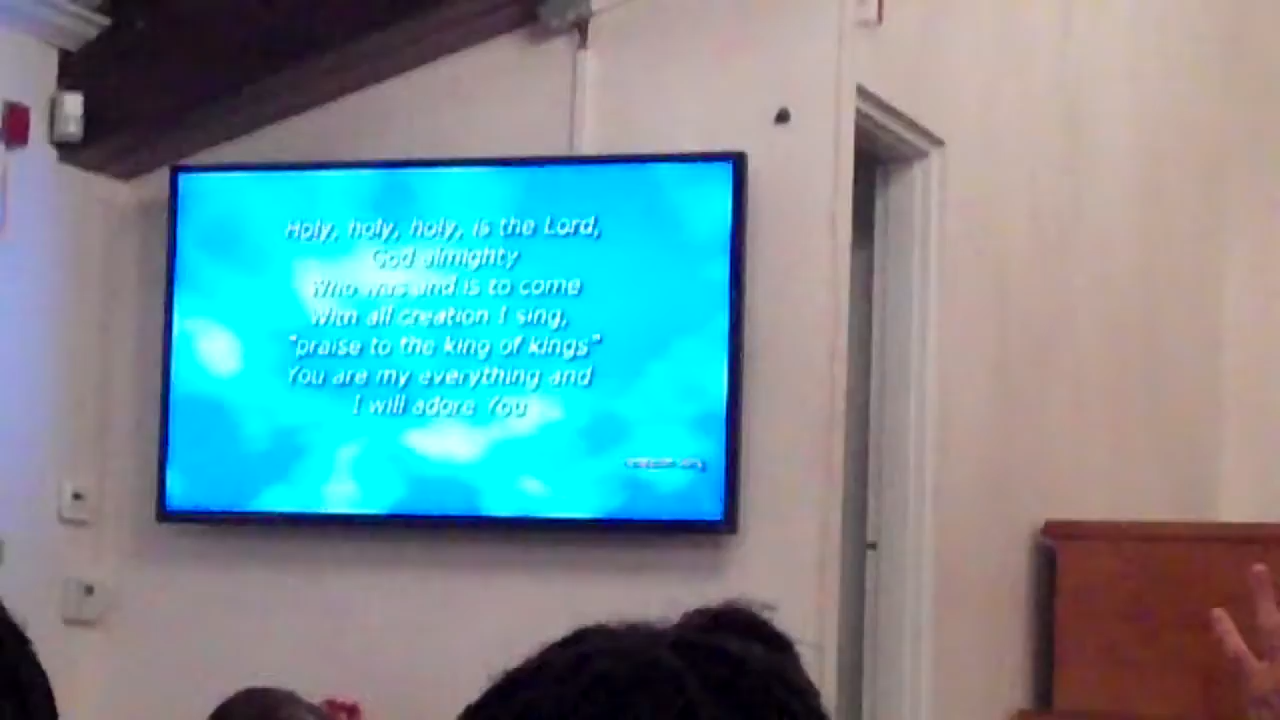 Holy, holy, holy, is the Lord,
God almighty
Who was and is to come
With all creation I sing,
"praise to the king of kings"
You are my everything and
I will adore You